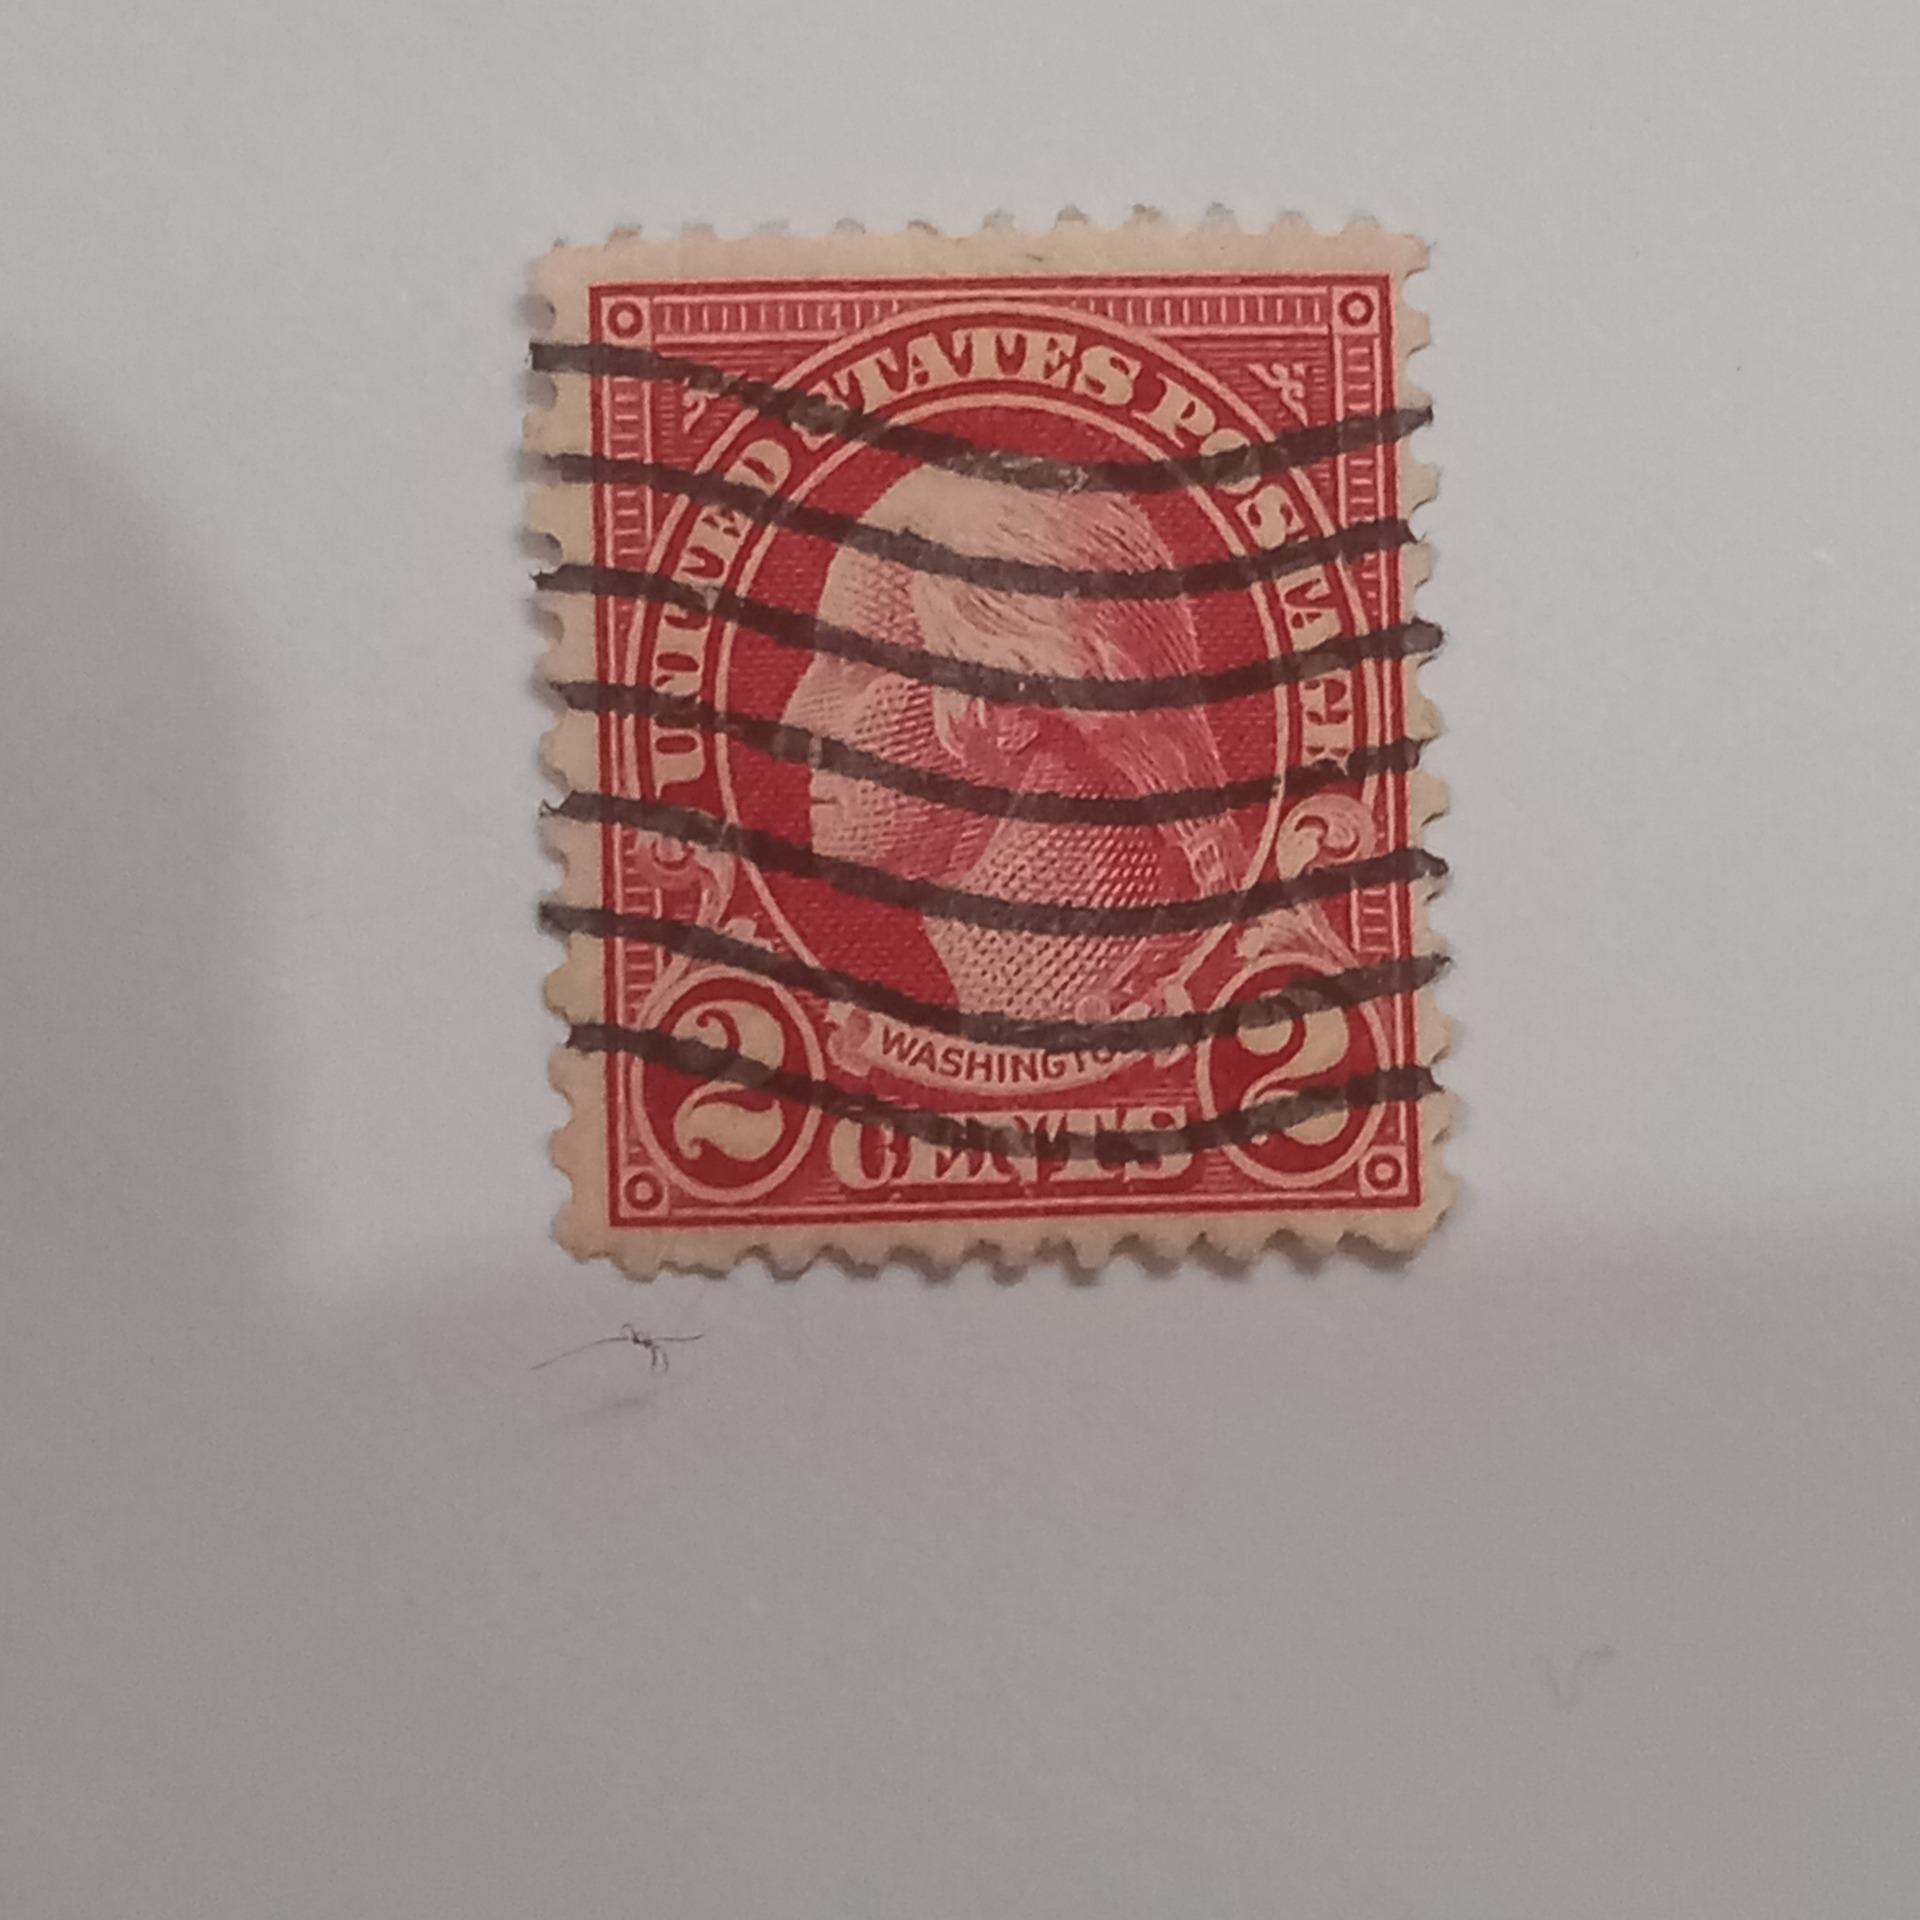 UNITED STATES POSTAGE
WASHINGTON
2 CENTS 2